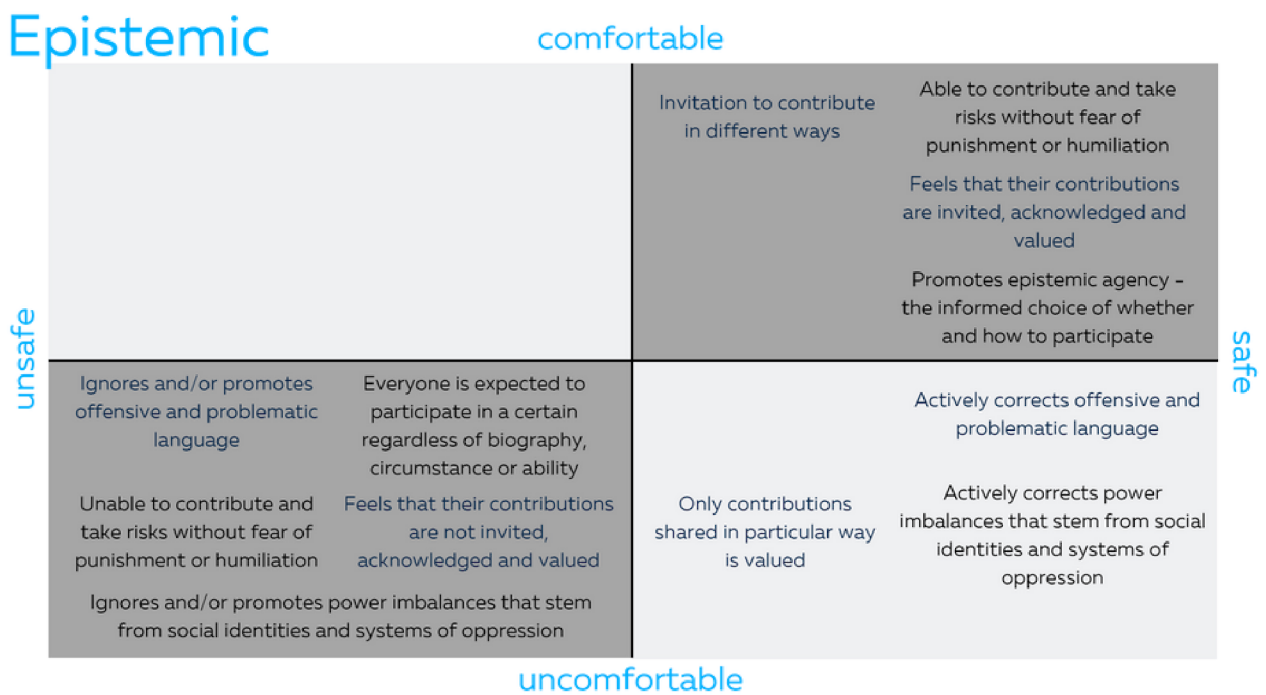 Epistemic
comfortable
Invitation to contribute
in different ways
Able to contribute and take
risks without fear of
punishment or humiliation
Feels that their contributions
are invited, acknowledged and
valued
Promotes epistemic agency -
the informed choice of whether
and how to participate
unsafe
safe
Ignores and/or promotes
offensive and problematic
language
Everyone is expected to
participate in a certain
regardless of biography,
circumstance or ability
Unable to contribute and
take risks without fear of
punishment or humiliation
Feels that their contributions
are not invited,
acknowledged and valued
Ignores and/or promotes power imbalances that stem
from social identities and systems of oppression
Only contributions
shared in particular way
is valued
Actively corrects offensive and
problematic language
Actively corrects power
imbalances that stem from social
identities and systems of
oppression
uncomfortable